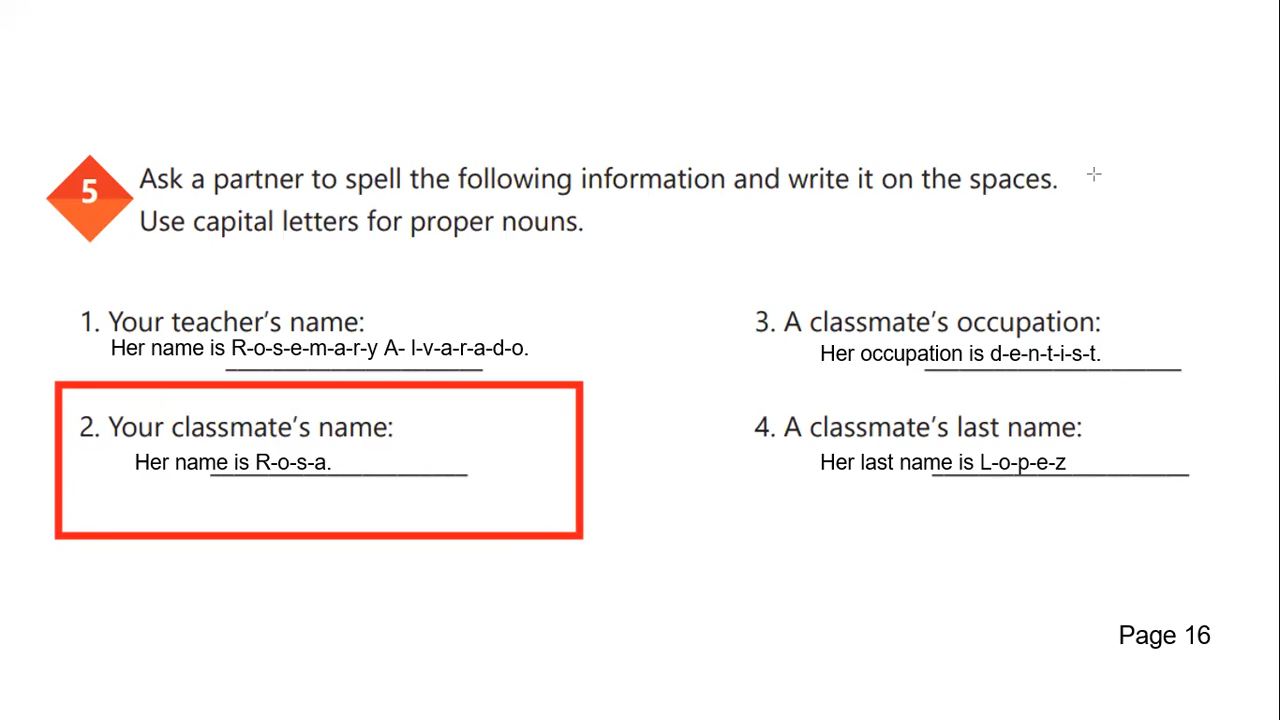 5
Ask a partner to spell the following information and write it on the spaces.
Use capital letters for proper nouns.
1. Your teacher's name:
Her name is R-o-s-e-m-a-r-y A- l-v-a-r-a-d-o.
2. Your classmate's name:
Her name is R-o-s-a.
3. A classmate's occupation:
Her occupation is d-e-n-t-i-s-t.
4. A classmate's last name:
Her last name is L-o-p-e-z
Page 16